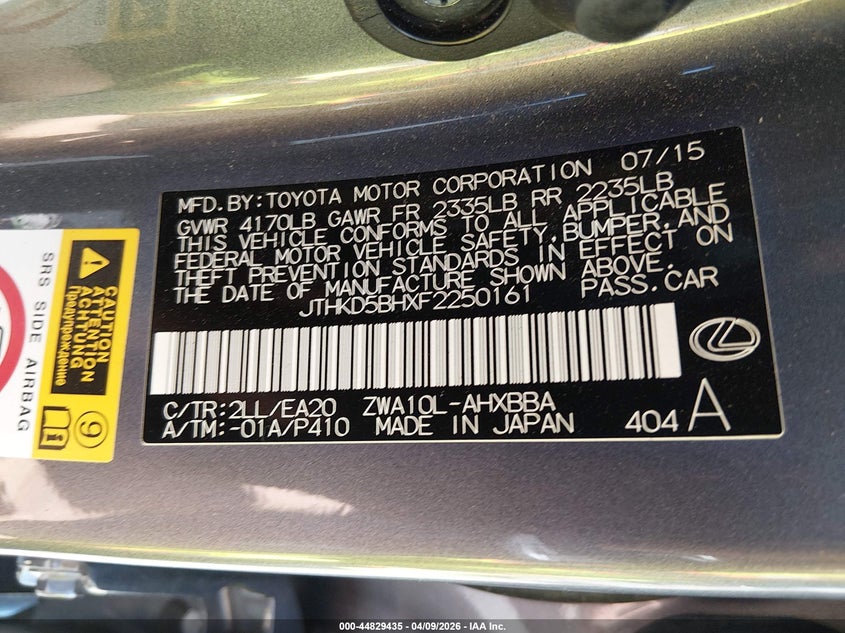 MFD.BY:TOYOTA MOTOR CORPORATION 07/15
GVWR 4170LB GAWR FR 2335LB RR 2235LB
THIS VEHICLE CONFORMS TO ALL APPLICABLE
FEDERAL MOTOR VEHICLE SAFETY,BUMPER,AND
THEFT PREVENTION STANDARDS IN EFFECT ON
THE DATE OF MANUFACTURE SHOWN ABOVE.
JTHKD5BHXF2250161 PASS.CAR
C/TR:2LL/EA20 ZWA10L-AHXBBA
A/TM:-01A/P410 MADE IN JAPAN 404 A
SRS SIDE AIRBAG
CAUTION
ATTENTION
ACHTUNG
Предупреждение
9
i
000-44829435 - 04/09/2026 - IAA Inc.